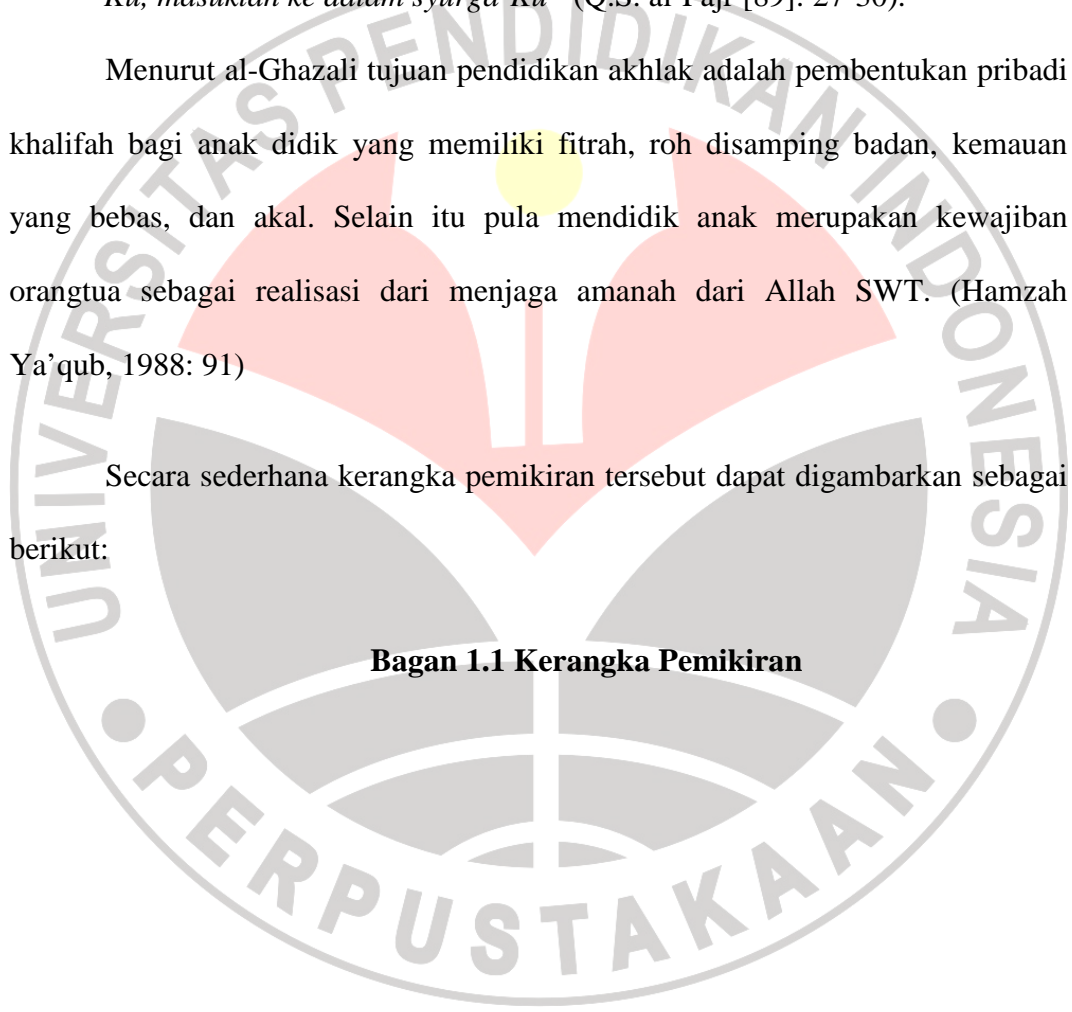 Ku, masuklah ke dalam syurga-Ku" (Q.S. al-Fajr [89]: 27-30).
Menurut al-Ghazali tujuan pendidikan akhlak adalah pembentukan pribadi
khalifah bagi anak didik yang memiliki fitrah, roh disamping badan, kemauan
yang bebas, dan akal. Selain itu pula mendidik anak merupakan kewajiban
orangtua sebagai realisasi dari menjaga amanah dari Allah SWT. (Hamzah
Ya’qub, 1988: 91)
Secara sederhana kerangka pemikiran tersebut dapat digambarkan sebagai
berikut:
Bagan 1.1 Kerangka Pemikiran
UNIVERSITAS PENDIDIKAN INDONESIA
PERPUSTAKAAN